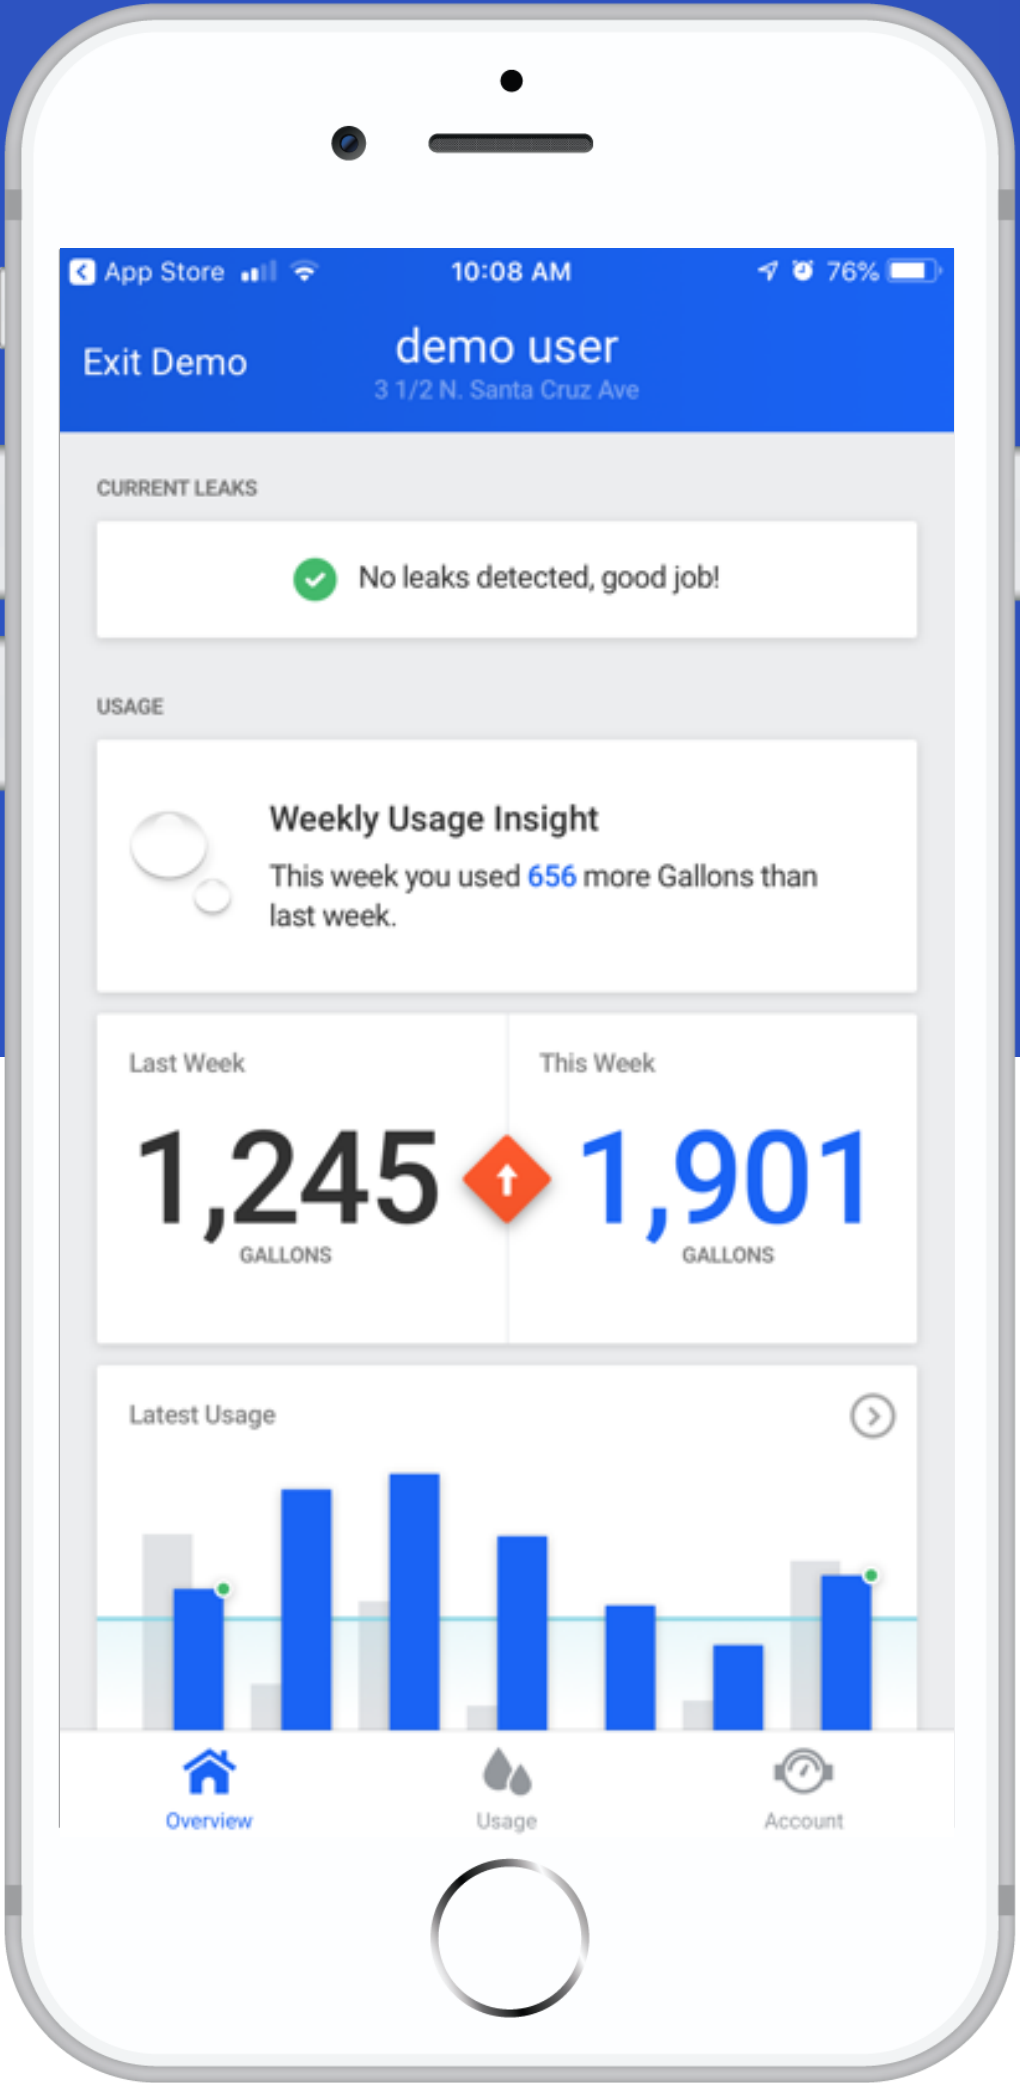 App Store
10:08 AM
76%
Exit Demo
demo user
3 1/2 N. Santa Cruz Ave
CURRENT LEAKS
No leaks detected, good job!
USAGE
Weekly Usage Insight
This week you used 656 more Gallons than
last week.
Last Week
This Week
1,245
1,901
GALLONS
GALLONS
Latest Usage
Overview
Usage
Account